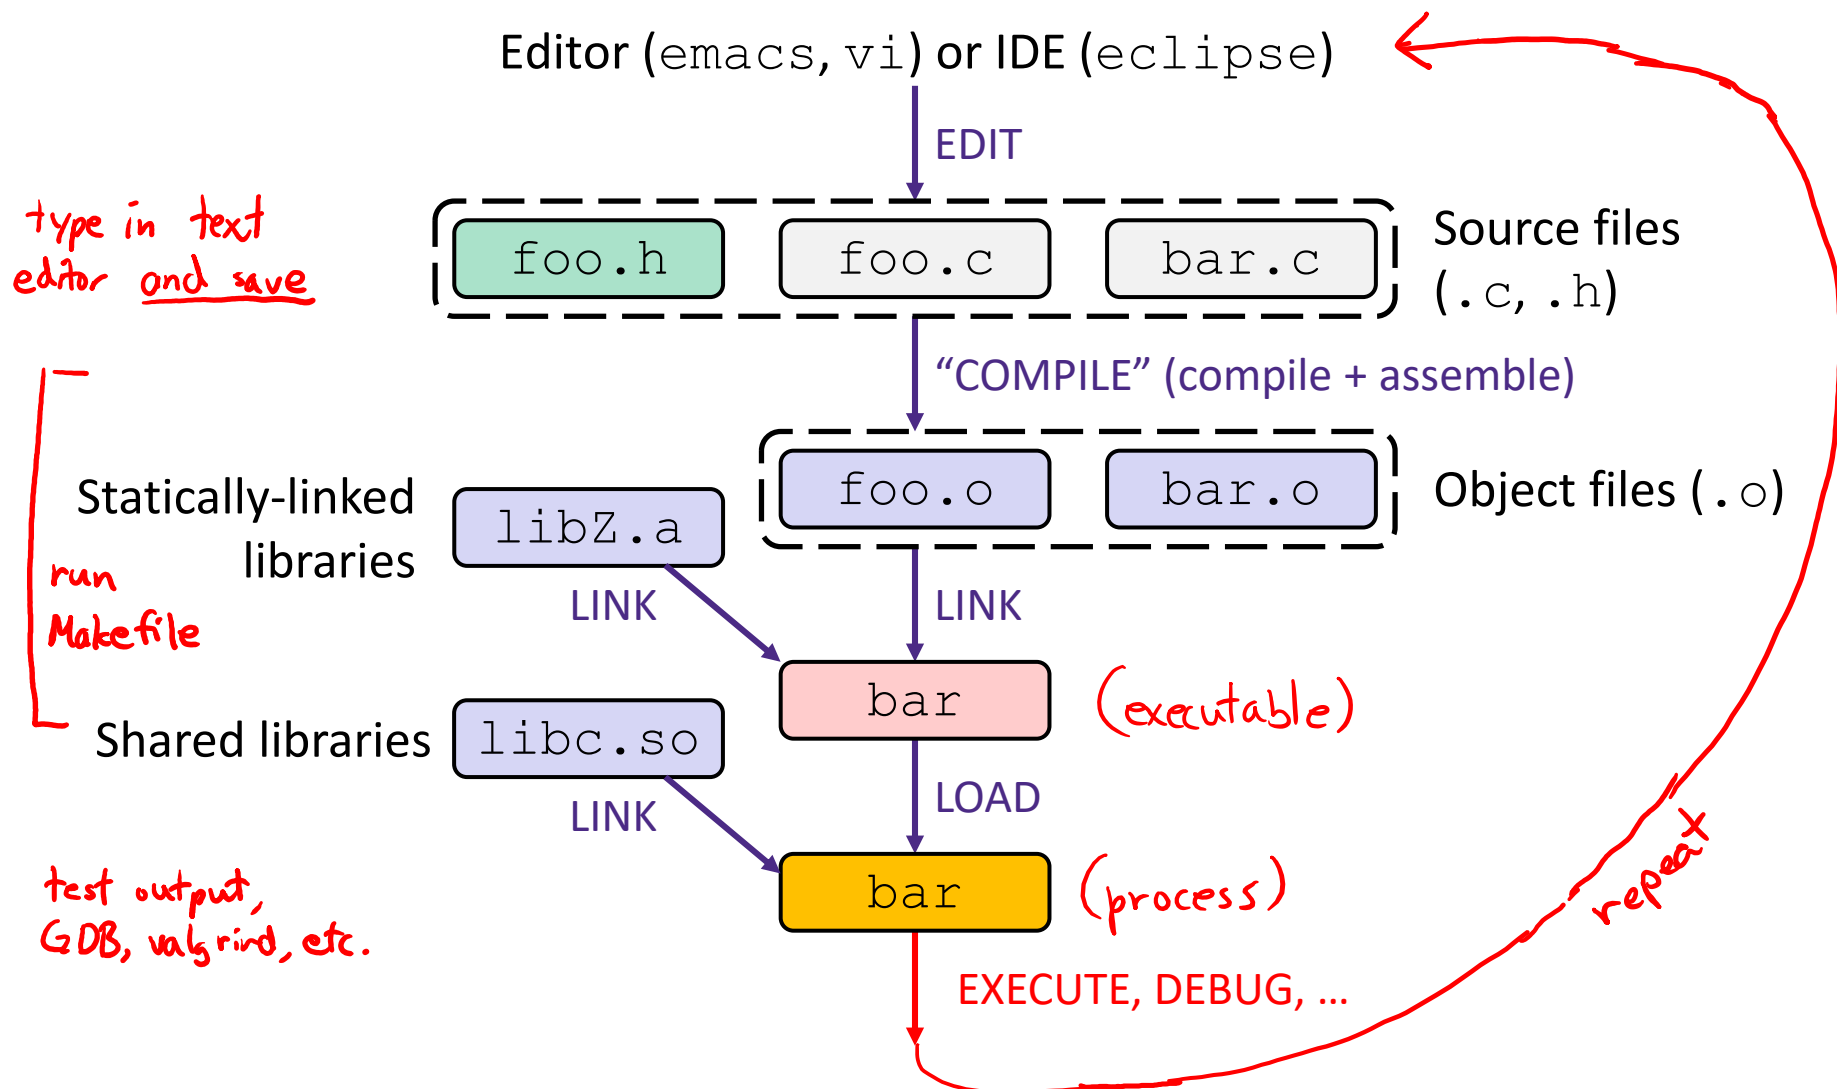 Editor (emacs, vi) or IDE (eclipse)
EDIT
type in text
editor and save
foo.h
foo.c
bar.c
Source files
(.c, .h)
“COMPILE” (compile + assemble)
Statically-linked
libraries
libZ.a
foo.o
bar.o
Object files (.o)
run
Makefile
LINK
LINK
bar
(executable)
Shared libraries
libc.so
LINK
LOAD
bar
(process)
repeat
test output,
GDB, valgrind, etc.
EXECUTE, DEBUG, …